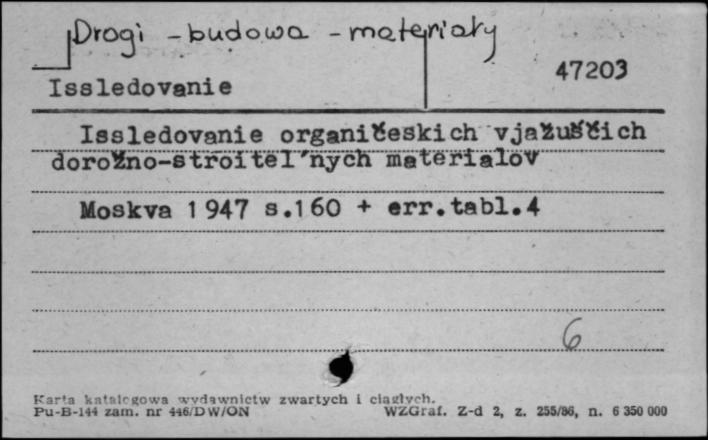 Drogi - budowa - materiały
47203
Issledovanie
Issledovanie organičeskich vjažuščich
dorožno-stroitel'nych materialov
Moskva 1947 s.160 + err.tabl.4
6
Karta katalogowa wydawnictw zwartych i ciągłych.
Pu-B-144 zam. nr 446/DW/ON WZGraf. Z-d 2, z. 255/86, n. 6 350 000